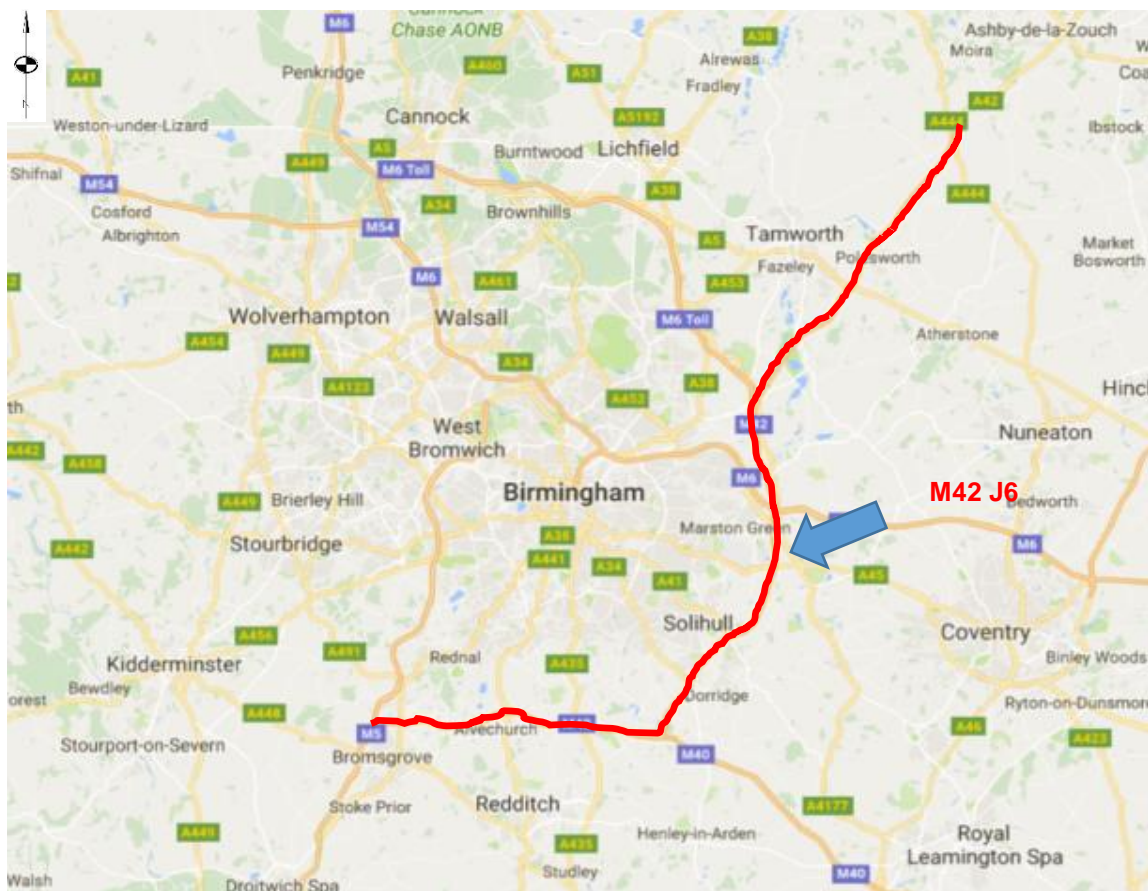 Cannock
Chase AONB
M6
A38
Ashby-de-la-Zouch
Moira
A41
Penkridge
A460
A51
Airewas
Fradley
Coa
A42
A444
Weston-under-Lizard
Cannock
A5192
Ibstock
A5
Burntwood
Lichfield
A449
Shifnal
M6 Toll
M54
A38
A444
Cosford
A34
Brownhills
Albrighton
M54
A5
Tamworth
Market
Bosworth
Polesworth
Fazeley
M6
A461
A453
Wolverhampton
Walsall
M6 Toll
A454
Atherstone
A449
A34
A4123
A38
Hinc
A452
th
M42
West
Bromwich
Nuneaton
A442
A458
M6
Birmingham
M42 J6
A449
Brierley Hill
Bedworth
Marston Green
A38
Stourbridge
M6
A442
A441
A34
A41
A45
Solihull
Coventry
A456
A491
Rednal
A435
Binley Woods
Kidderminster
orest
Bewdley
Dorridge
Ryton-on-Dunsmore
A448
A46
M5
Alvechurch
Stourport-on-Severn
A423
Bromsgrove
M40
Stoke Prior
Redditch
A4177
A449
Henley-in-Arden
Royal
Leamington Spa
A435
Studley
M40
Walsh
Droitwich Spa